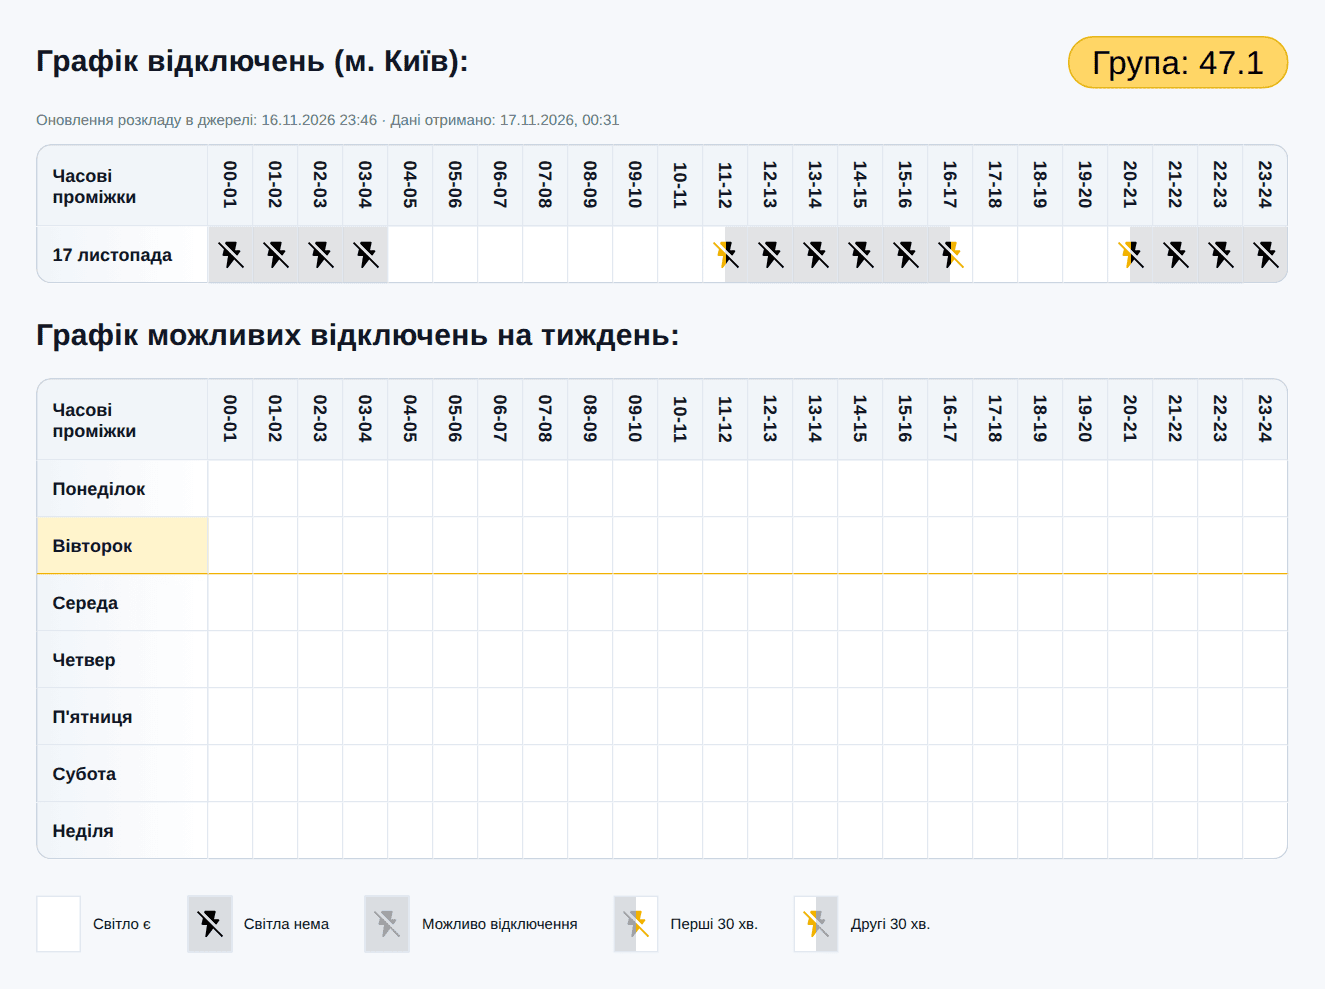 Графік відключень (м. Київ):
Група: 47.1
Оновлення розкладу в джерелі: 16.11.2026 23:46 · Дані отримано: 17.11.2026, 00:31
Часові
проміжки
00-01 01-02 02-03 03-04 04-05 05-06 06-07 07-08 08-09 09-10 10-11 11-12 12-13 13-14 14-15 15-16 16-17 17-18 18-19 19-20 20-21 21-22 22-23 23-24
17 листопада
Графік можливих відключень на тиждень:
Часові
проміжки
00-01 01-02 02-03 03-04 04-05 05-06 06-07 07-08 08-09 09-10 10-11 11-12 12-13 13-14 14-15 15-16 16-17 17-18 18-19 19-20 20-21 21-22 22-23 23-24
Понеділок
Вівторок
Середа
Четвер
П'ятниця
Субота
Неділя
Світло є
Світла нема
Можливо відключення
Перші 30 хв.
Другі 30 хв.